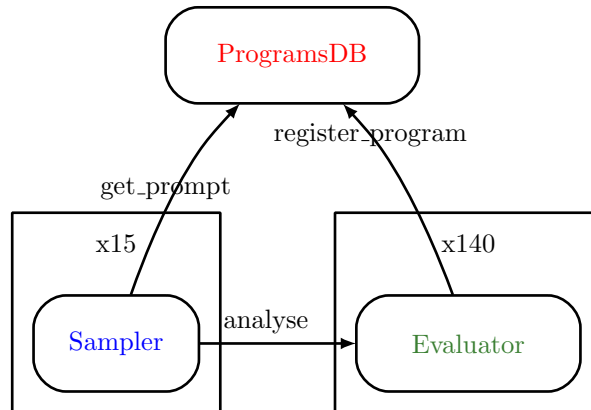 ProgramsDB
register_program
get_prompt
x15
x140
analyse
Sampler
Evaluator